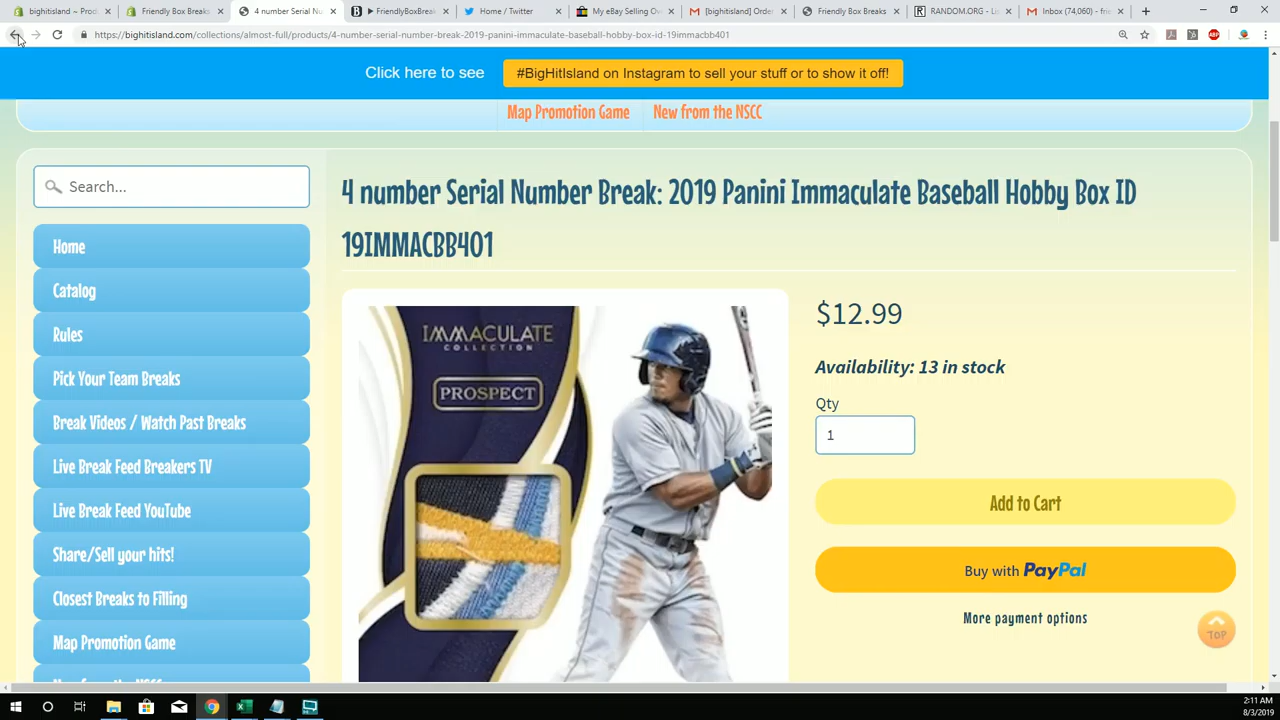 bighitisland ~ Prod
Friendly Box Breaks
4 number Serial Num
► FriendlyBoxBreak
Home / Twitter
My eBay Selling Ov
[bighitisland] Order
Friendly Box Breaks
RANDOM.ORG - Li
Inbox (74,060) - frie
https://bighitisland.com/collections/almost-full/products/4-number-serial-number-break-2019-panini-immaculate-baseball-hobby-box-id-19immacbb401
Click here to see
#BigHitIsland on Instagram to sell your stuff or to show it off!
Map Promotion Game
New from the NSCC
Search...
Home
Catalog
Rules
Pick Your Team Breaks
Break Videos / Watch Past Breaks
Live Break Feed Breakers TV
Live Break Feed YouTube
Share/Sell your hits!
Closest Breaks to Filling
Map Promotion Game
4 number Serial Number Break: 2019 Panini Immaculate Baseball Hobby Box ID
19IMMACBB401
IMMACULATE
COLLECTION
PROSPECT
$12.99
Availability: 13 in stock
Qty
1
Add to Cart
Buy with PayPal
More payment options
TOP
2:11 AM
8/3/2019